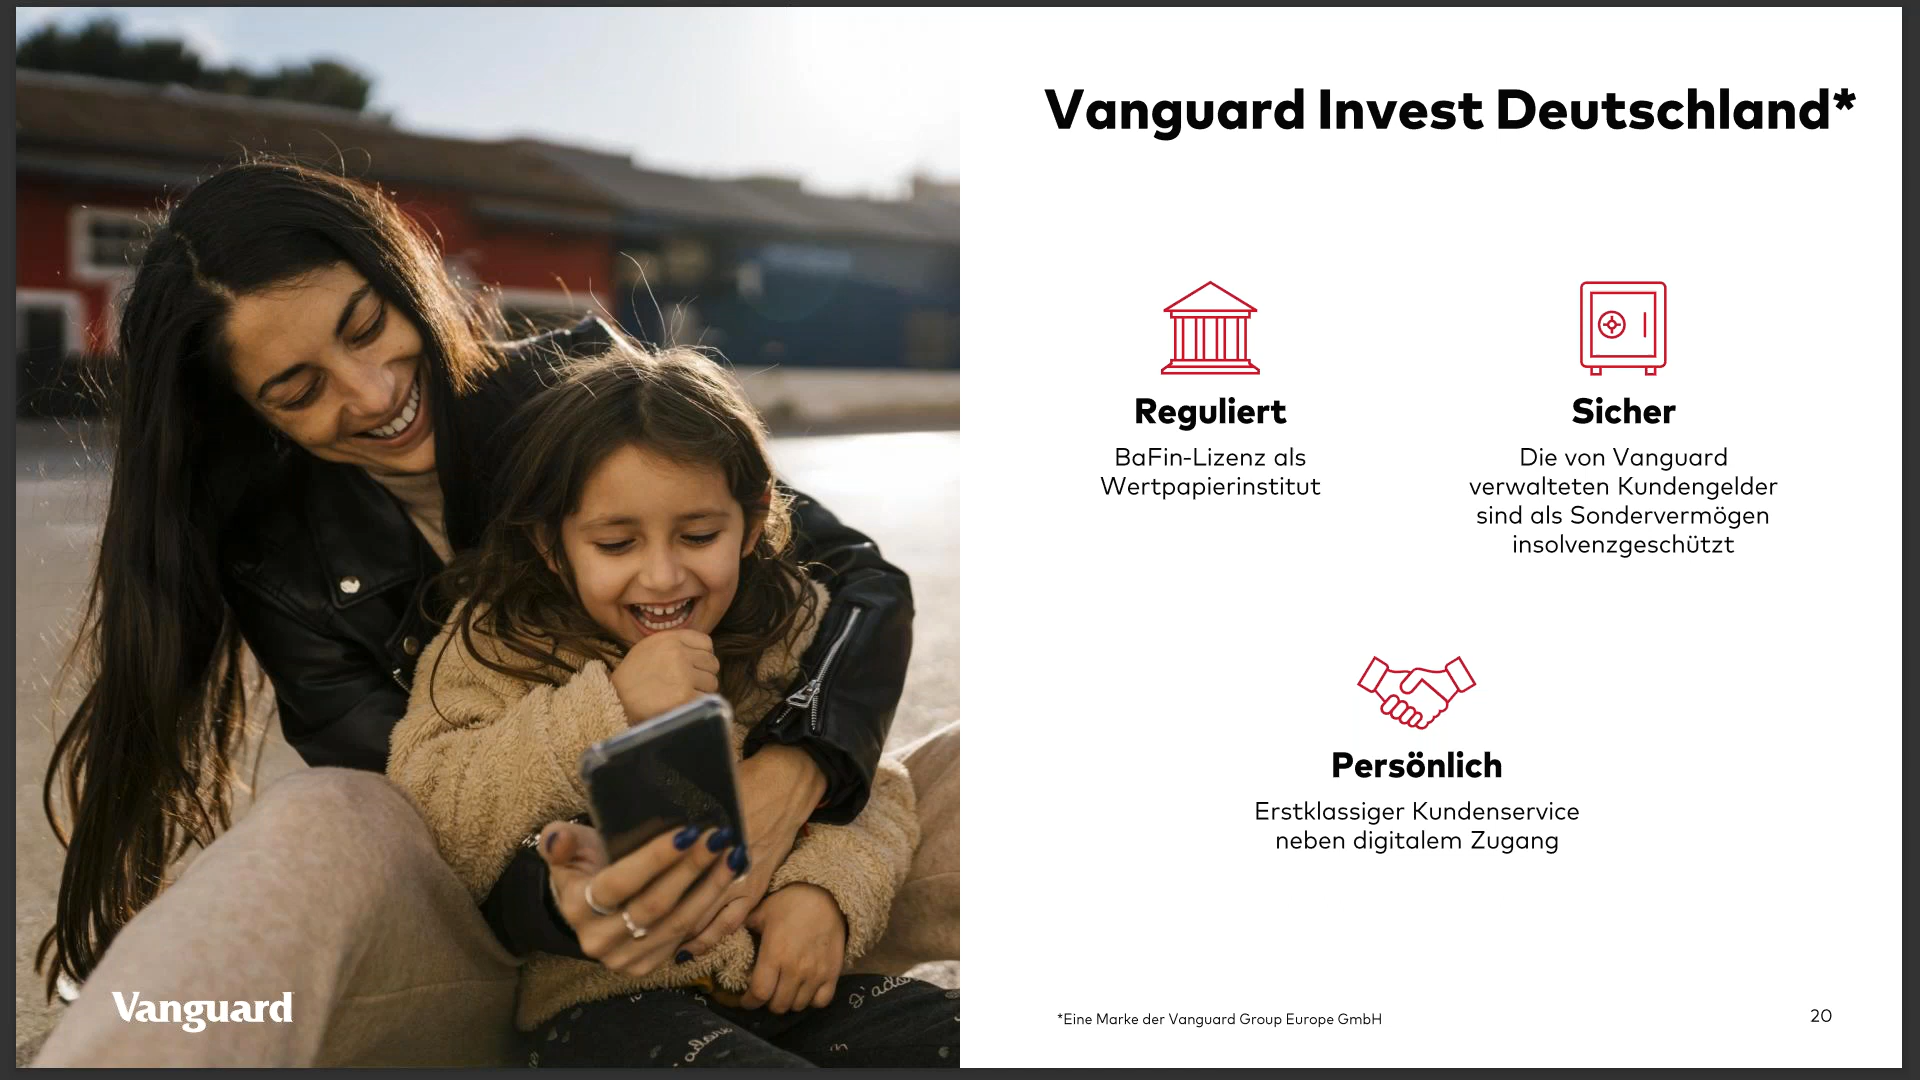 Vanguard Invest Deutschland*
Reguliert
BaFin-Lizenz als
Wertpapierinstitut
Sicher
Die von Vanguard
verwalteten Kundengelder
sind als Sondervermögen
insolvenzgeschützt
Persönlich
Erstklassiger Kundenservice
neben digitalem Zugang
Vanguard
*Eine Marke der Vanguard Group Europe GmbH
20